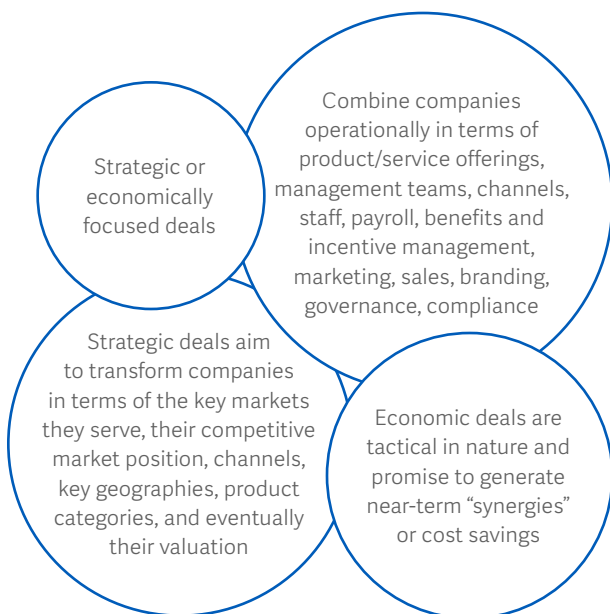 Strategic or
economically
focused deals
Combine companies
operationally in terms of
product/service offerings,
management teams, channels,
staff, payroll, benefits and
incentive management,
marketing, sales, branding,
governance, compliance
Strategic deals aim
to transform companies
in terms of the key markets
they serve, their competitive
market position, channels,
key geographies, product
categories, and eventually
their valuation
Economic deals are
tactical in nature and
promise to generate
near-term “synergies”
or cost savings